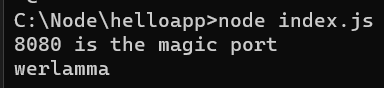 C:\Node\helloapp>node index.js
8080 is the magic port
werlamma